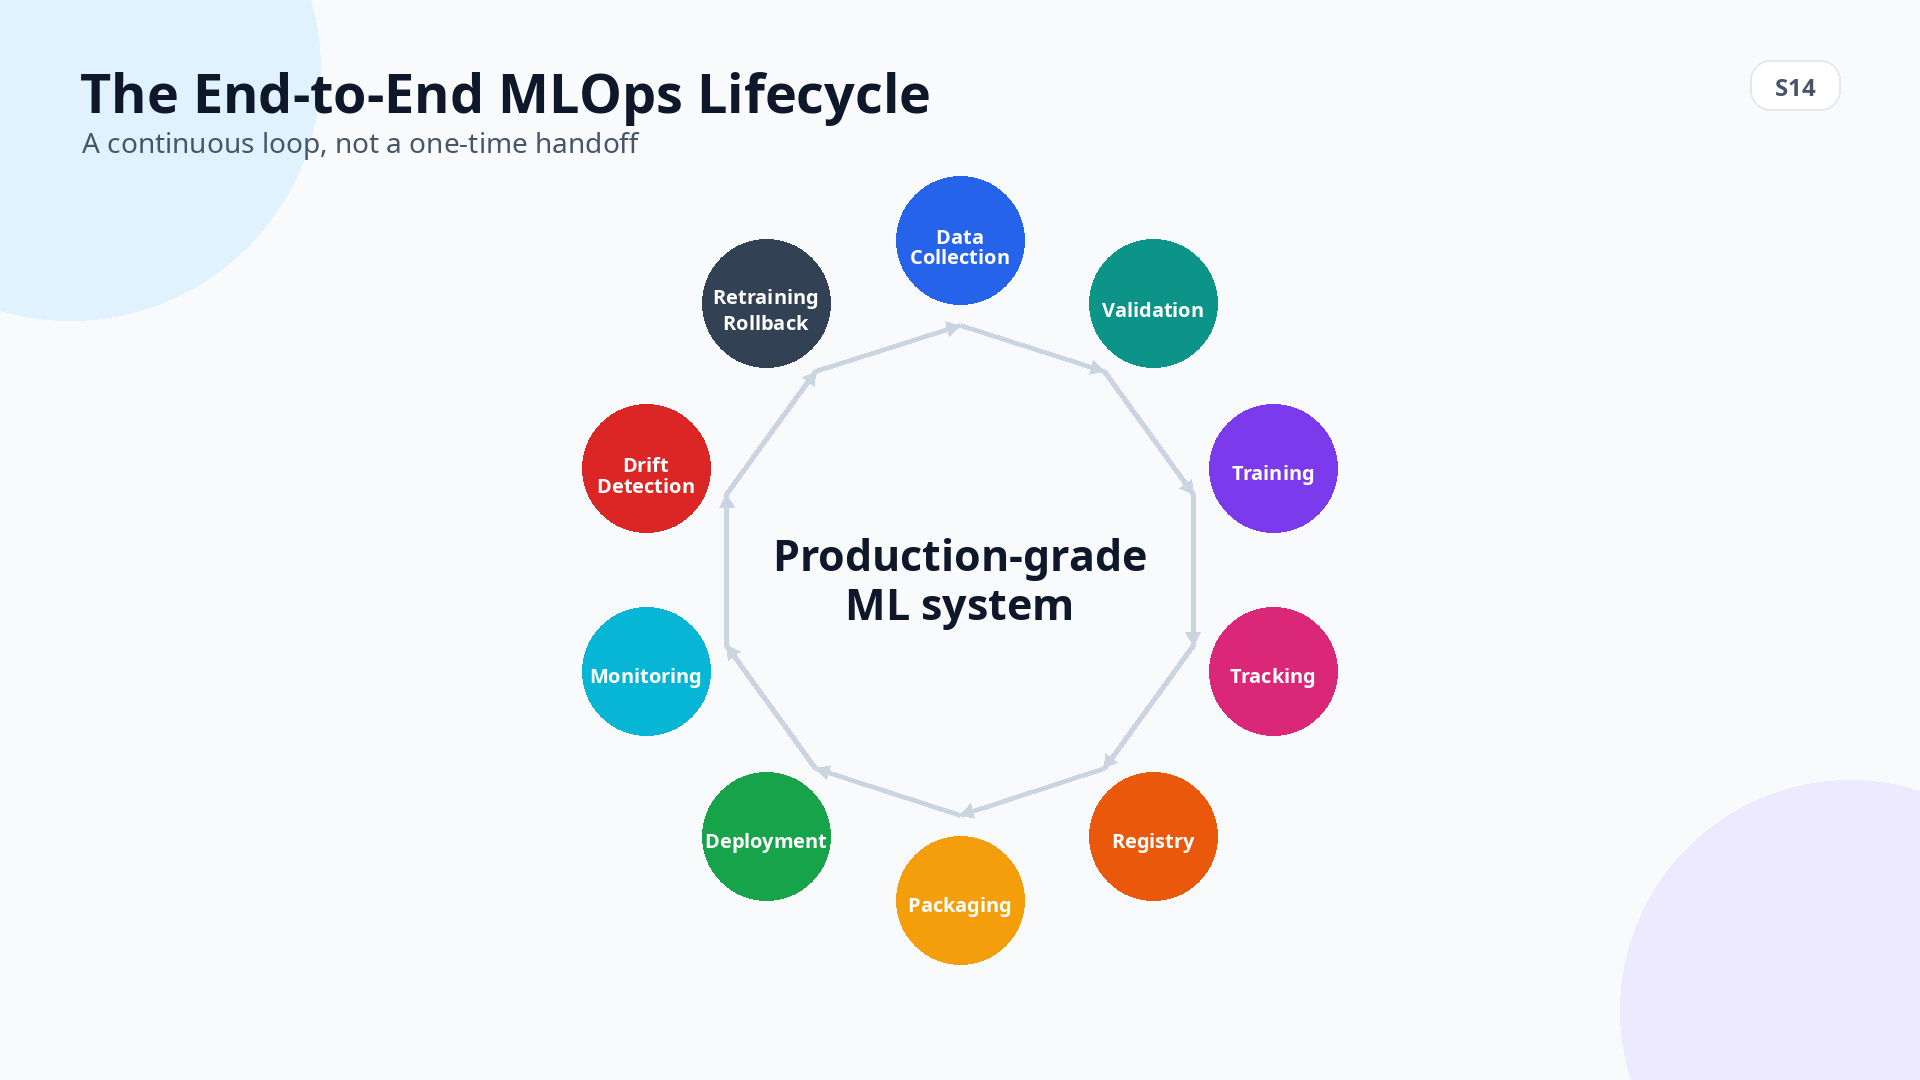 The End-to-End MLOps Lifecycle
A continuous loop, not a one-time handoff
S14
Data
Collection
Validation
Training
Tracking
Registry
Packaging
Deployment
Monitoring
Drift
Detection
Retraining
Rollback
Production-grade
ML system